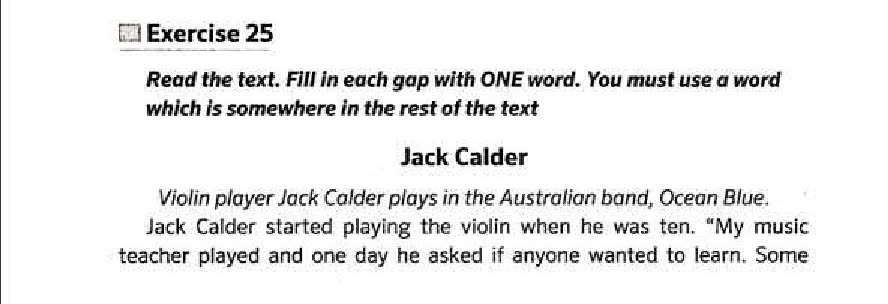 Exercise 25
Read the text. Fill in each gap with ONE word. You must use a word
which is somewhere in the rest of the text
Jack Calder
Violin player Jack Calder plays in the Australian band, Ocean Blue.
Jack Calder started playing the violin when he was ten. “My music
teacher played and one day he asked if anyone wanted to learn. Some